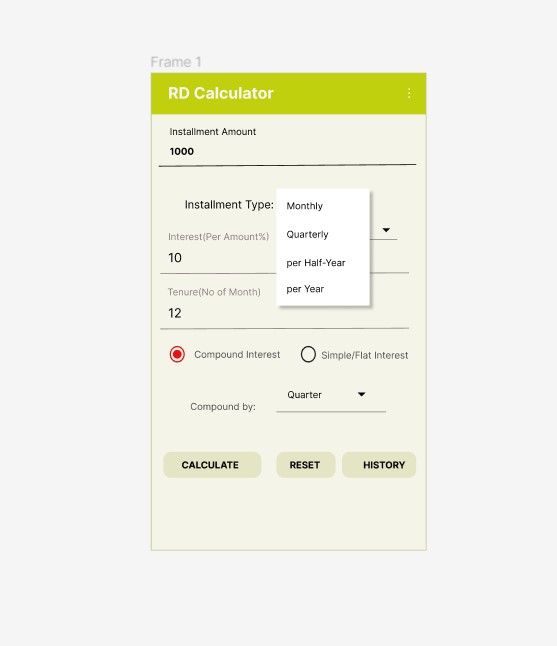 Frame 1
RD Calculator
Installment Amount
1000
Installment Type:
Monthly
Quarterly
per Half-Year
per Year
Interest(Per Amount%)
10
Tenure(No of Month)
12
Compound Interest
Simple/Flat Interest
Compound by:
Quarter
CALCULATE
RESET
HISTORY